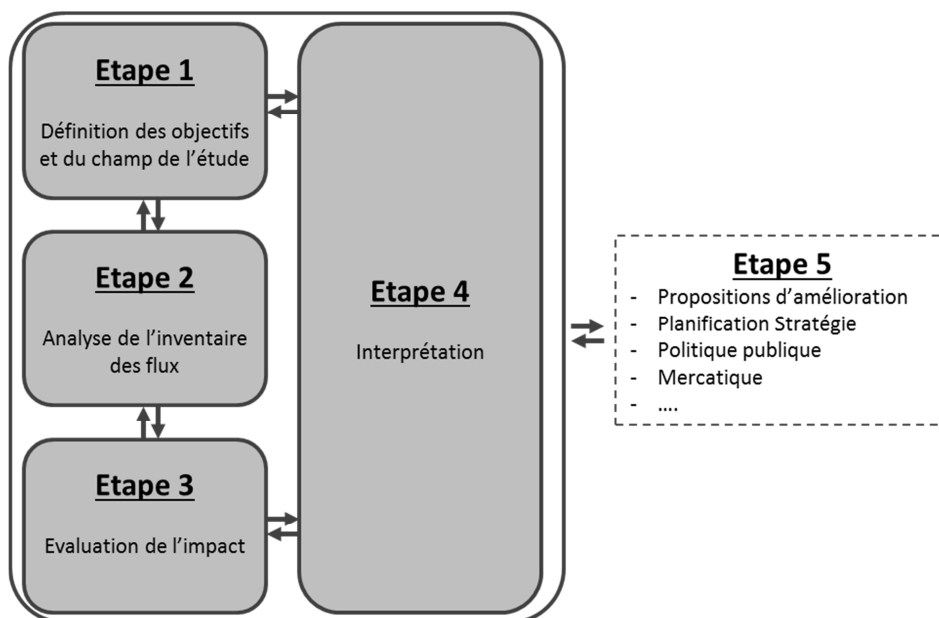 Etape 1
Définition des objectifs
et du champ de l’étude
Etape 2
Analyse de l’inventaire
des flux
Etape 3
Evaluation de l’impact
Etape 4
Interprétation
Etape 5
- Propositions d’amélioration
- Planification Stratégie
- Politique publique
- Mercatique
- ....